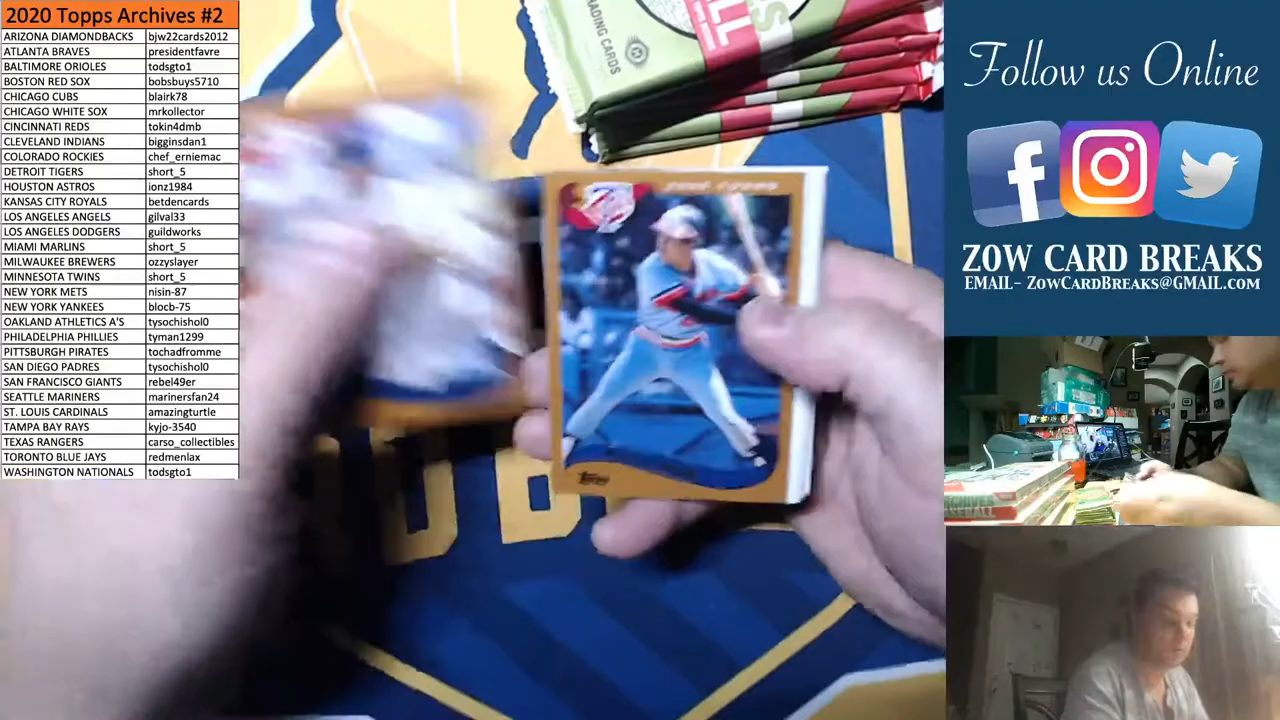 2020 Topps Archives #2
ARIZONA DIAMONDBACKS bjw22cards2012
ATLANTA BRAVES presidentfavre
BALTIMORE ORIOLES todsgto1
BOSTON RED SOX bobsbuys5710
CHICAGO CUBS blairk78
CHICAGO WHITE SOX mrkollector
CINCINNATI REDS tokin4dmb
CLEVELAND INDIANS bigginsdan1
COLORADO ROCKIES chef_erniemac
DETROIT TIGERS short_5
HOUSTON ASTROS ionz1984
KANSAS CITY ROYALS betdencards
LOS ANGELES ANGELS gilval33
LOS ANGELES DODGERS guildworks
MIAMI MARLINS short_5
MILWAUKEE BREWERS ozzyslayer
MINNESOTA TWINS short_5
NEW YORK METS nisin-87
NEW YORK YANKEES blocb-75
OAKLAND ATHLETICS A'S tysochishol0
PHILADELPHIA PHILLIES tyman1299
PITTSBURGH PIRATES tochadfromme
SAN DIEGO PADRES tysochishol0
SAN FRANCISCO GIANTS rebel49er
SEATTLE MARINERS marinersfan24
ST. LOUIS CARDINALS amazingturtle
TAMPA BAY RAYS kyjo-3540
TEXAS RANGERS carso_collectibles
TORONTO BLUE JAYS redmenlax
WASHINGTON NATIONALS todsgto1
TRADING CARDS
Topps
Follow us Online
ZOW CARD BREAKS
EMAIL- ZOWCARDBREAKS@GMAIL.COM
ARCHIVES